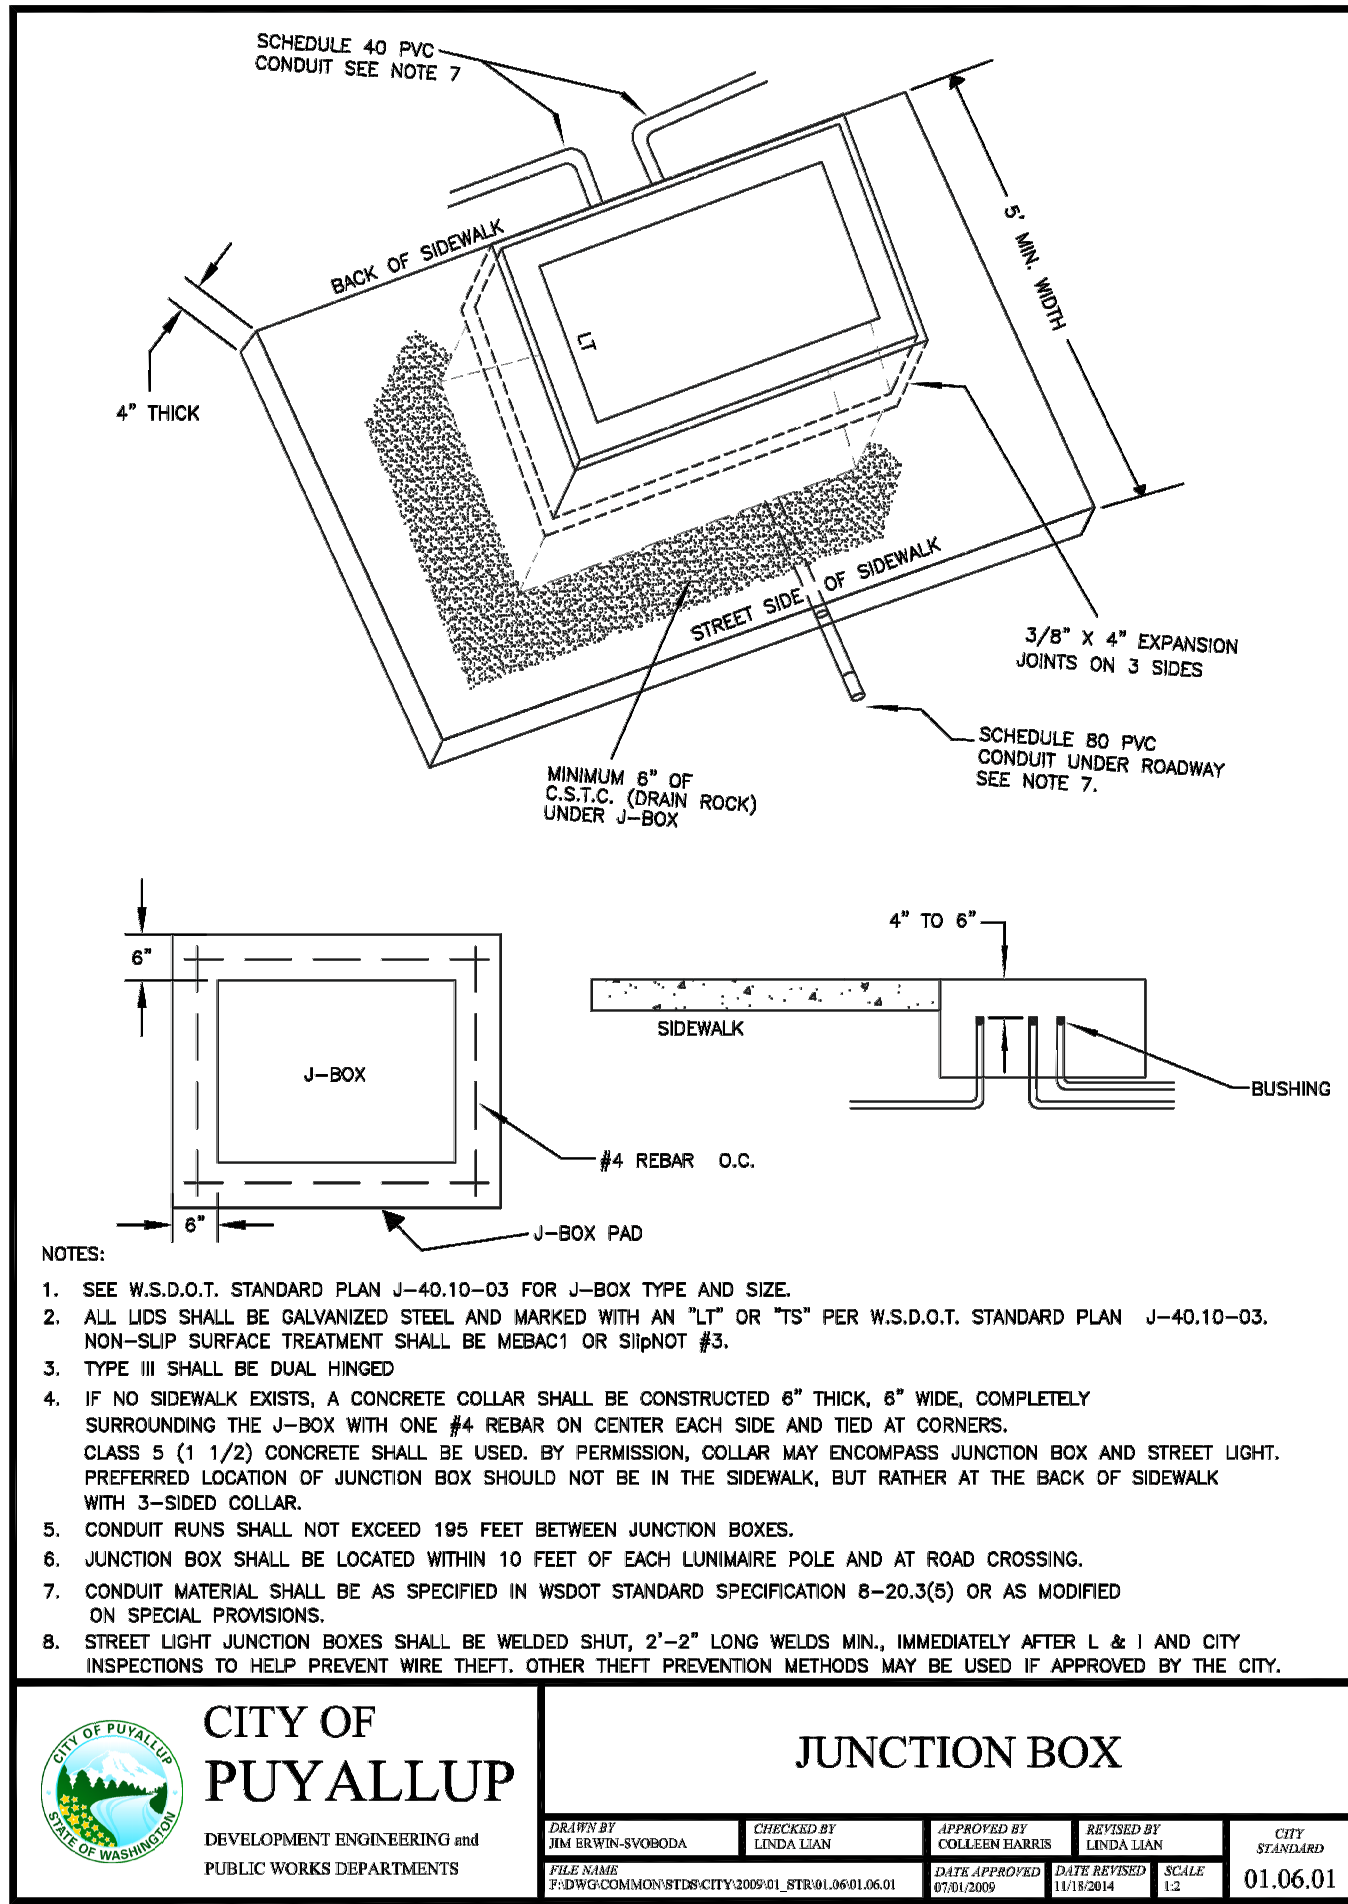 SCHEDULE 40 PVC
CONDUIT SEE NOTE 7
BACK OF SIDEWALK
5' MIN. WIDTH
LT
4" THICK
STREET SIDE OF SIDEWALK
3/8" X 4" EXPANSION
JOINTS ON 3 SIDES
SCHEDULE 80 PVC
CONDUIT UNDER ROADWAY
SEE NOTE 7.
MINIMUM 6" OF
C.S.T.C. (DRAIN ROCK)
UNDER J-BOX
6"
J-BOX
#4 REBAR O.C.
6"
J-BOX PAD
4" TO 6"
SIDEWALK
BUSHING
NOTES:
1. SEE W.S.D.O.T. STANDARD PLAN J-40.10-03 FOR J-BOX TYPE AND SIZE.
2. ALL LIDS SHALL BE GALVANIZED STEEL AND MARKED WITH AN "LT" OR "TS" PER W.S.D.O.T. STANDARD PLAN J-40.10-03.
NON-SLIP SURFACE TREATMENT SHALL BE MEBAC1 OR SlipNOT #3.
3. TYPE III SHALL BE DUAL HINGED
4. IF NO SIDEWALK EXISTS, A CONCRETE COLLAR SHALL BE CONSTRUCTED 6" THICK, 6" WIDE, COMPLETELY
SURROUNDING THE J-BOX WITH ONE #4 REBAR ON CENTER EACH SIDE AND TIED AT CORNERS.
CLASS 5 (1 1/2) CONCRETE SHALL BE USED. BY PERMISSION, COLLAR MAY ENCOMPASS JUNCTION BOX AND STREET LIGHT.
PREFERRED LOCATION OF JUNCTION BOX SHOULD NOT BE IN THE SIDEWALK, BUT RATHER AT THE BACK OF SIDEWALK
WITH 3-SIDED COLLAR.
5. CONDUIT RUNS SHALL NOT EXCEED 195 FEET BETWEEN JUNCTION BOXES.
6. JUNCTION BOX SHALL BE LOCATED WITHIN 10 FEET OF EACH LUNIMAIRE POLE AND AT ROAD CROSSING.
7. CONDUIT MATERIAL SHALL BE AS SPECIFIED IN WSDOT STANDARD SPECIFICATION 8-20.3(5) OR AS MODIFIED
ON SPECIAL PROVISIONS.
8. STREET LIGHT JUNCTION BOXES SHALL BE WELDED SHUT, 2'-2" LONG WELDS MIN., IMMEDIATELY AFTER L & I AND CITY
INSPECTIONS TO HELP PREVENT WIRE THEFT. OTHER THEFT PREVENTION METHODS MAY BE USED IF APPROVED BY THE CITY.
CITY OF PUYALLUP
STATE OF WASHINGTON
CITY OF
PUYALLUP
DEVELOPMENT ENGINEERING and
PUBLIC WORKS DEPARTMENTS
JUNCTION BOX
DRAWN BY
JIM ERWIN-SVOBODA
CHECKED BY
LINDA LIAN
APPROVED BY
COLLEEN HARRIS
REVISED BY
LINDA LIAN
CITY
STANDARD
01.06.01
FILE NAME
F:\DWG\COMMON\STDS\CITY\2009\01_STR\01.06\01.06.01
DATE APPROVED
07/01/2009
DATE REVISED
11/18/2014
SCALE
1:2